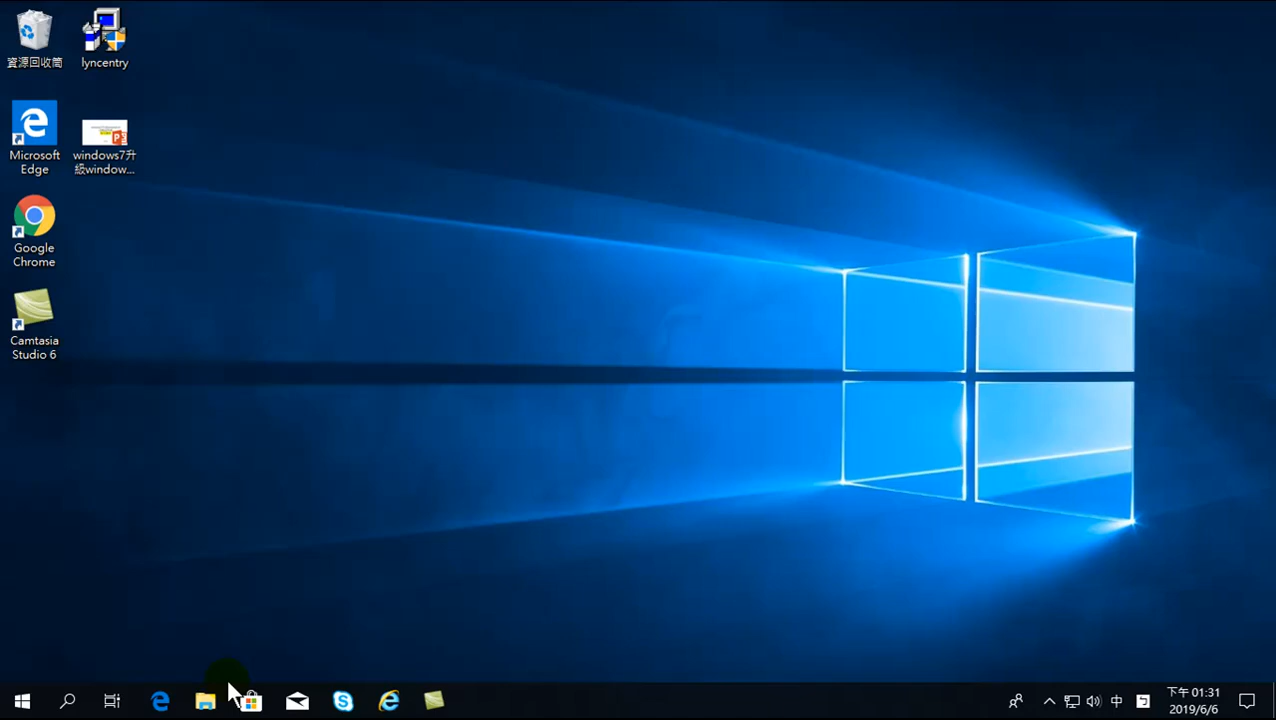 資源回收筒
lyncentry
Microsoft
Edge
windows7升
級window...
Google
Chrome
Camtasia
Studio 6
中
下午 01:31
2019/6/6